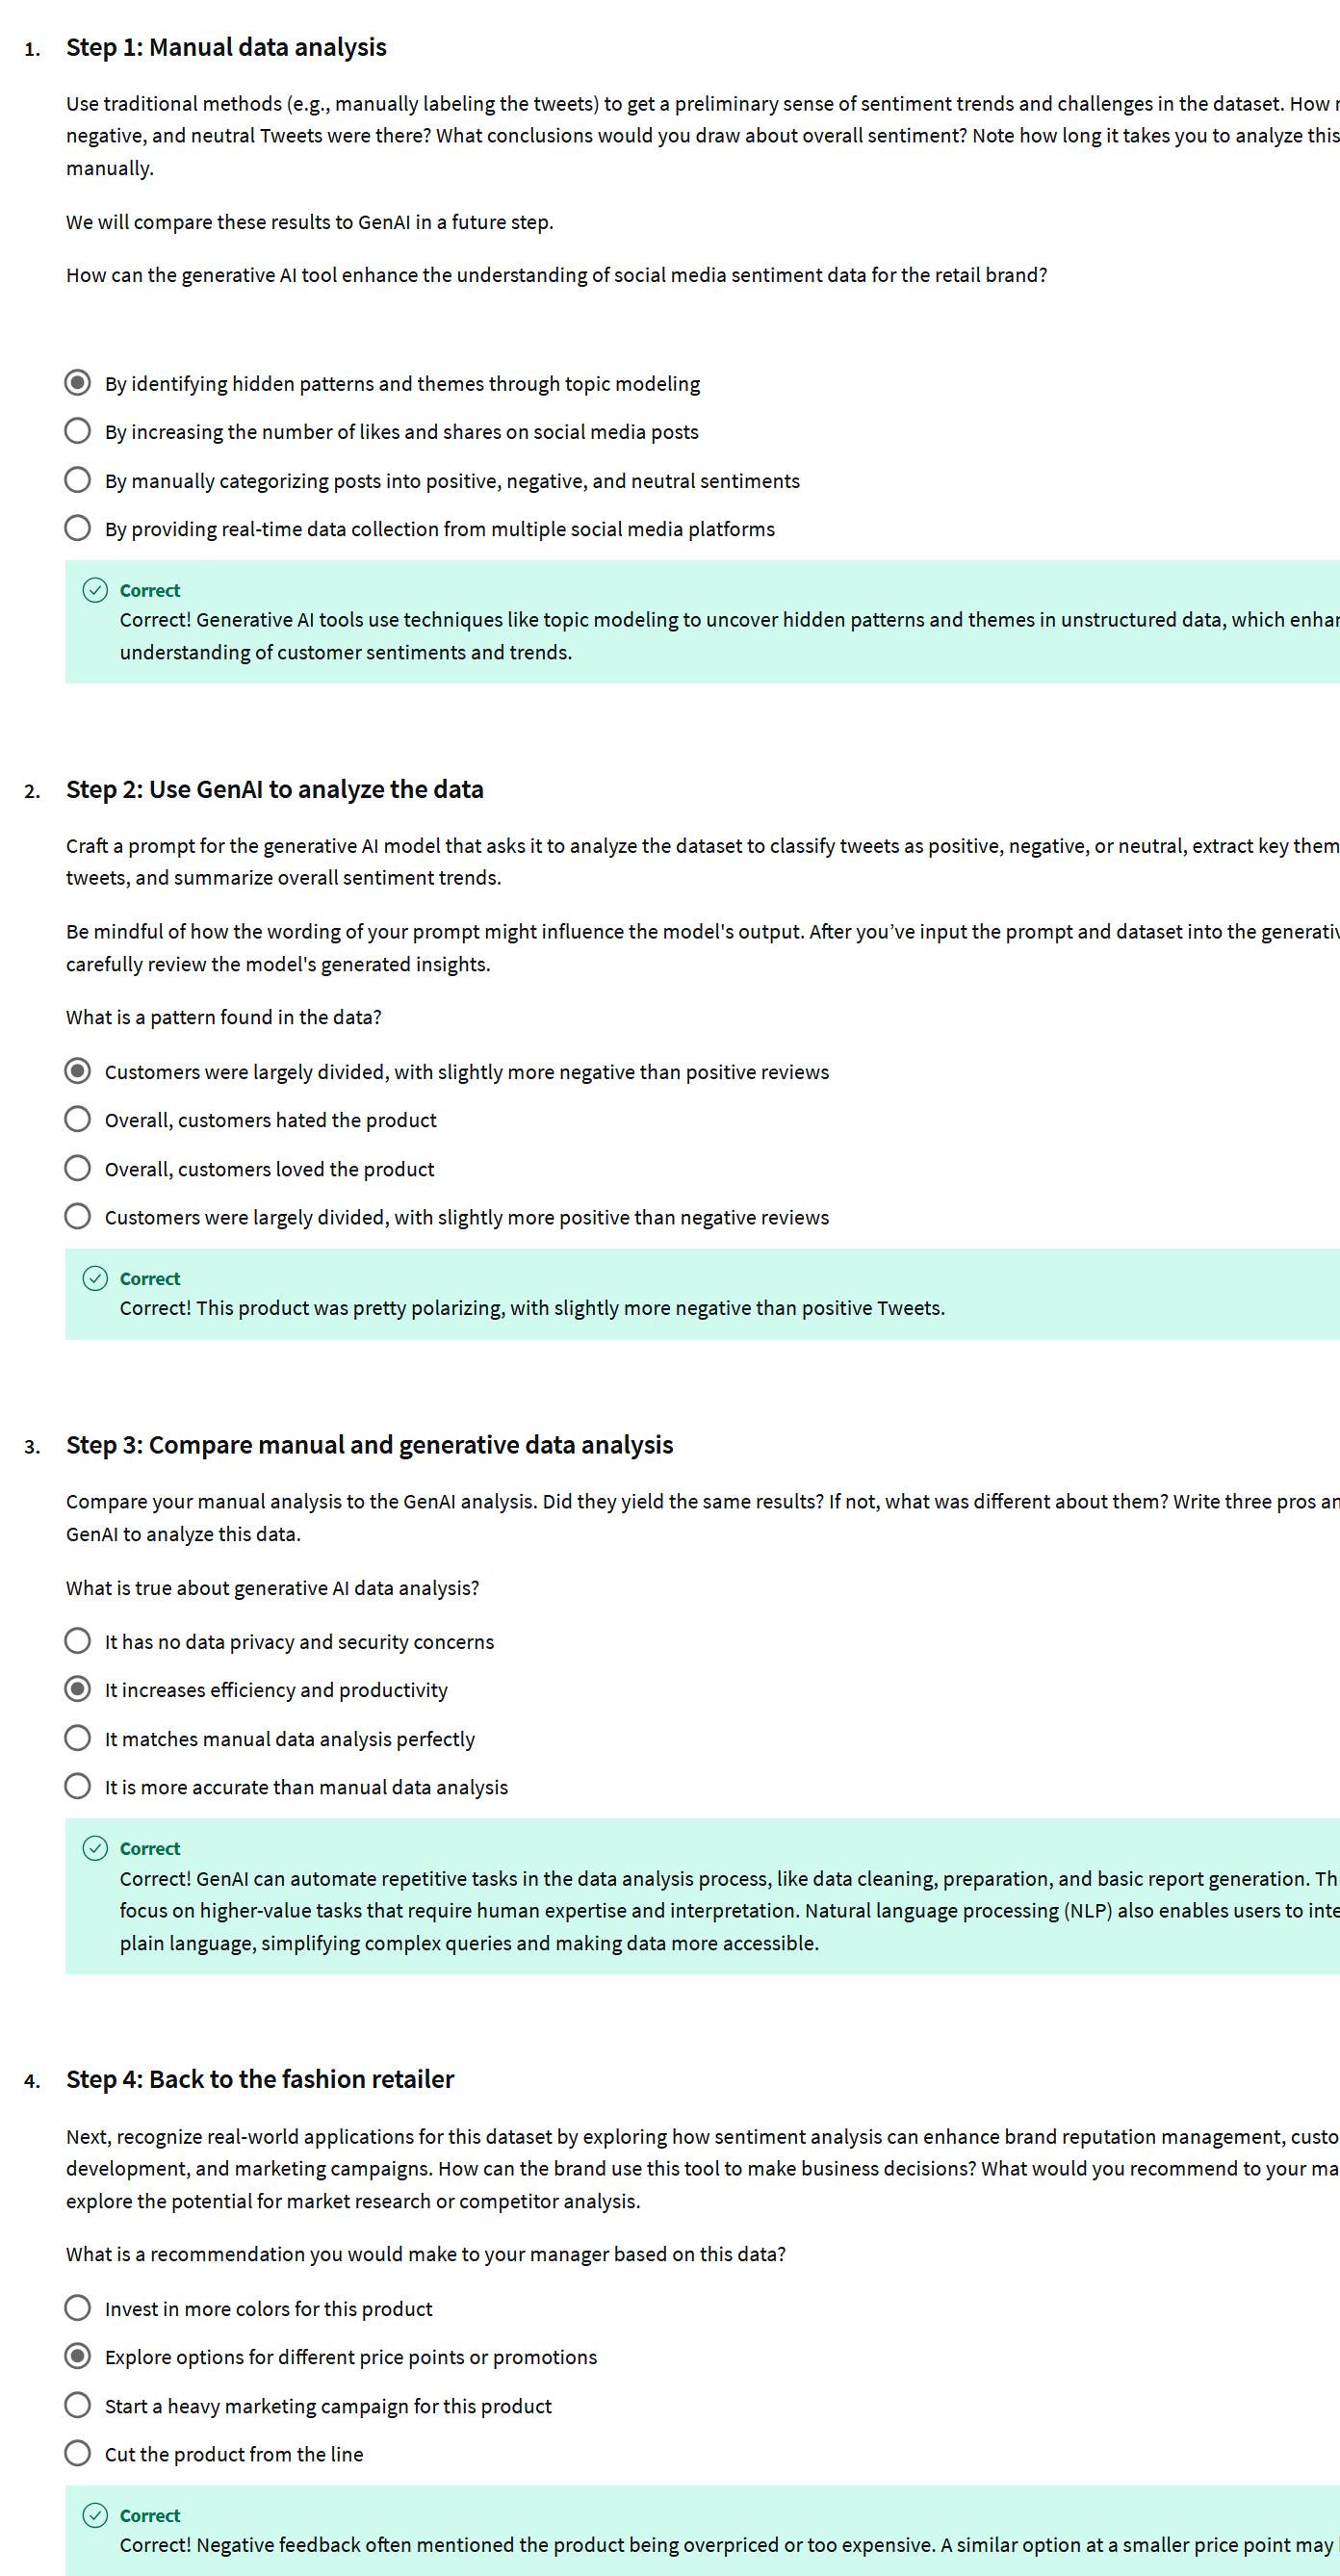 1. Step 1: Manual data analysis
Use traditional methods (e.g., manually labeling the tweets) to get a preliminary sense of sentiment trends and challenges in the dataset. How
negative, and neutral Tweets were there? What conclusions would you draw about overall sentiment? Note how long it takes you to analyze this
manually.
We will compare these results to GenAI in a future step.
How can the generative AI tool enhance the understanding of social media sentiment data for the retail brand?
By identifying hidden patterns and themes through topic modeling
By increasing the number of likes and shares on social media posts
By manually categorizing posts into positive, negative, and neutral sentiments
By providing real-time data collection from multiple social media platforms
Correct
Correct! Generative AI tools use techniques like topic modeling to uncover hidden patterns and themes in unstructured data, which
understanding of customer sentiments and trends.
2. Step 2: Use GenAI to analyze the data
Craft a prompt for the generative AI model that asks it to analyze the dataset to classify tweets as positive, negative, or neutral, extract key
tweets, and summarize overall sentiment trends.
Be mindful of how the wording of your prompt might influence the model's output. After you’ve input the prompt and dataset into the
carefully review the model's generated insights.
What is a pattern found in the data?
Customers were largely divided, with slightly more negative than positive reviews
Overall, customers hated the product
Overall, customers loved the product
Customers were largely divided, with slightly more positive than negative reviews
Correct
Correct! This product was pretty polarizing, with slightly more negative than positive Tweets.
3. Step 3: Compare manual and generative data analysis
Compare your manual analysis to the GenAI analysis. Did they yield the same results? If not, what was different about them? Write three pros
GenAI to analyze this data.
What is true about generative AI data analysis?
It has no data privacy and security concerns
It increases efficiency and productivity
It matches manual data analysis perfectly
It is more accurate than manual data analysis
Correct
Correct! GenAI can automate repetitive tasks in the data analysis process, like data cleaning, preparation, and basic report generation.
focus on higher-value tasks that require human expertise and interpretation. Natural language processing (NLP) also enables users to
plain language, simplifying complex queries and making data more accessible.
4. Step 4: Back to the fashion retailer
Next, recognize real-world applications for this dataset by exploring how sentiment analysis can enhance brand reputation management,
development, and marketing campaigns. How can the brand use this tool to make business decisions? What would you recommend to your
explore the potential for market research or competitor analysis.
What is a recommendation you would make to your manager based on this data?
Invest in more colors for this product
Explore options for different price points or promotions
Start a heavy marketing campaign for this product
Cut the product from the line
Correct
Correct! Negative feedback often mentioned the product being overpriced or too expensive. A similar option at a smaller price point may